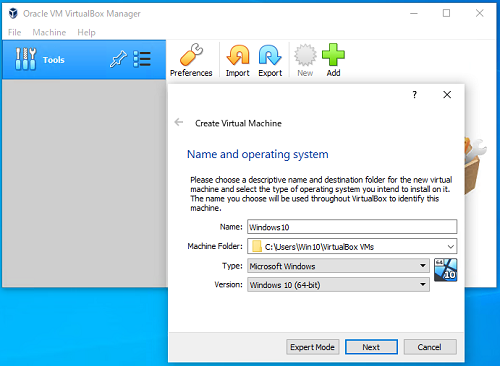 Oracle VM VirtualBox Manager
File Machine Help
Tools
Preferences Import Export New Add
?
Create Virtual Machine
Name and operating system
Please choose a descriptive name and destination folder for the new virtual
machine and select the type of operating system you intend to install on it.
The name you choose will be used throughout VirtualBox to identify this
machine.
Name: Windows10
Machine Folder: C:\Users\Win10\VirtualBox VMs
Type: Microsoft Windows
64
Version: Windows 10 (64-bit)
10
Expert Mode Next Cancel